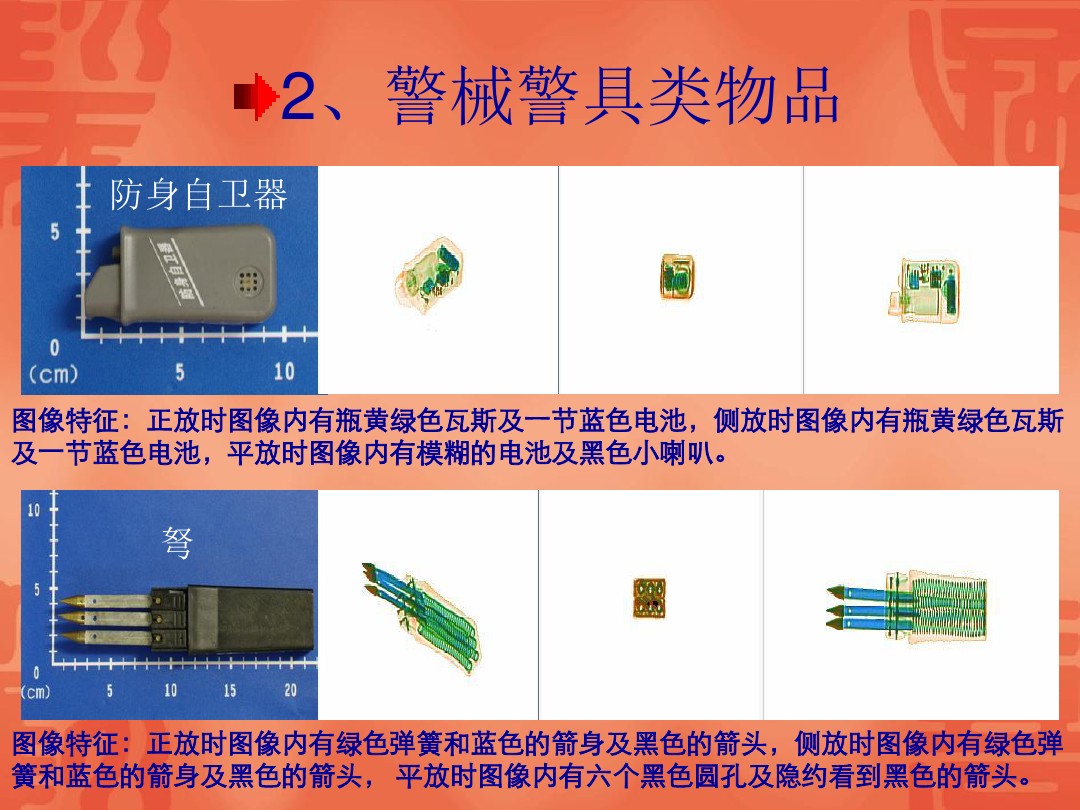 2、警械警具类物品
防身自卫器
5
防身自卫器
0
(cm)
5
10
图像特征：正放时图像内有瓶黄绿色瓦斯及一节蓝色电池，侧放时图像内有瓶黄绿色瓦斯
及一节蓝色电池，平放时图像内有模糊的电池及黑色小喇叭。
10
弩
5
0
(cm)
5
10
15
20
图像特征：正放时图像内有绿色弹簧和蓝色的箭身及黑色的箭头，侧放时图像内有绿色弹
簧和蓝色的箭身及黑色的箭头， 平放时图像内有六个黑色圆孔及隐约看到黑色的箭头。